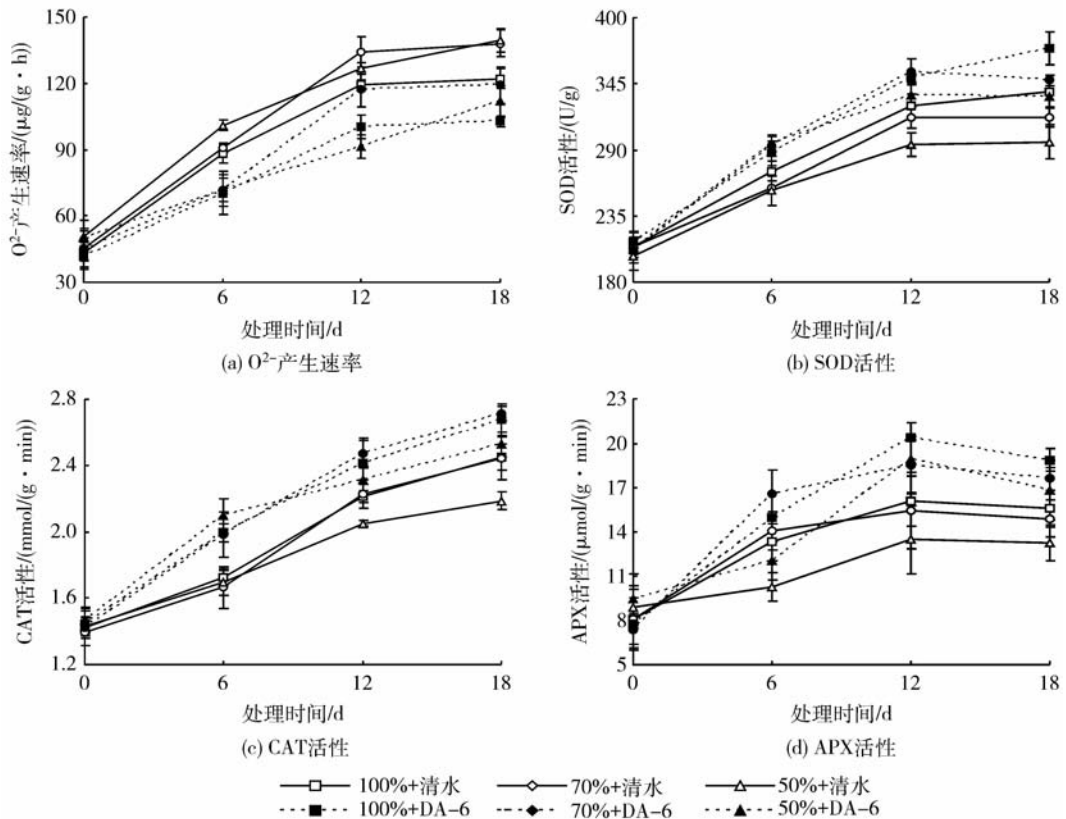 150
120
90
60
30
O²⁻产生速率/(μg/(g·h))
0
6
12
18
处理时间/d
(a) O²⁻产生速率
400
345
290
235
180
SOD活性/(U/g)
0
6
12
18
处理时间/d
(b) SOD活性
2.8
2.4
2.0
1.6
1.2
CAT活性/(mmol/(g·min))
0
6
12
18
处理时间/d
(c) CAT活性
23
20
17
14
11
8
5
APX活性/(μmol/(g·min))
0
6
12
18
处理时间/d
(d) APX活性
100%+清水 70%+清水 50%+清水
100%+DA-6 70%+DA-6 50%+DA-6